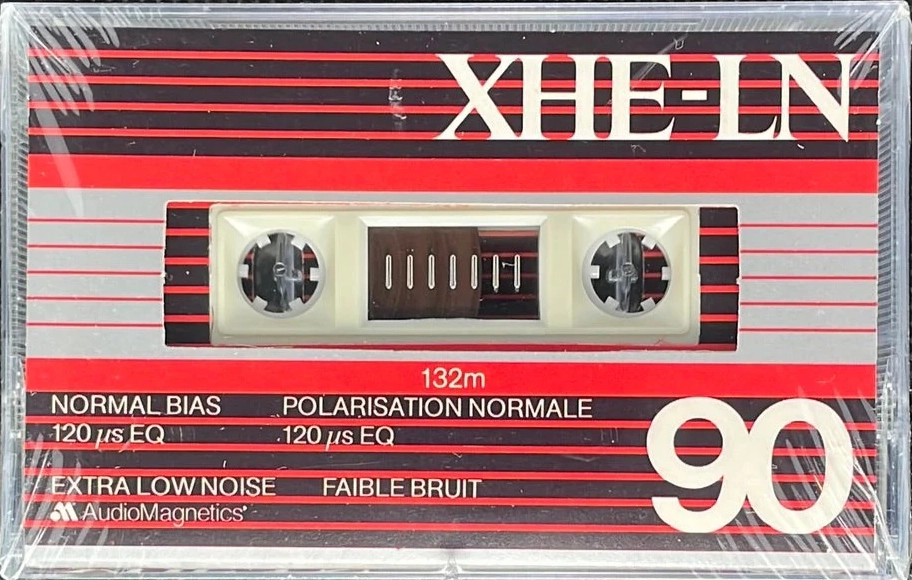 XHE-LN
132m
NORMAL BIAS POLARISATION NORMALE
120 µs EQ 120 µs EQ
90
EXTRA LOW NOISE FAIBLE BRUIT
AudioMagnetics